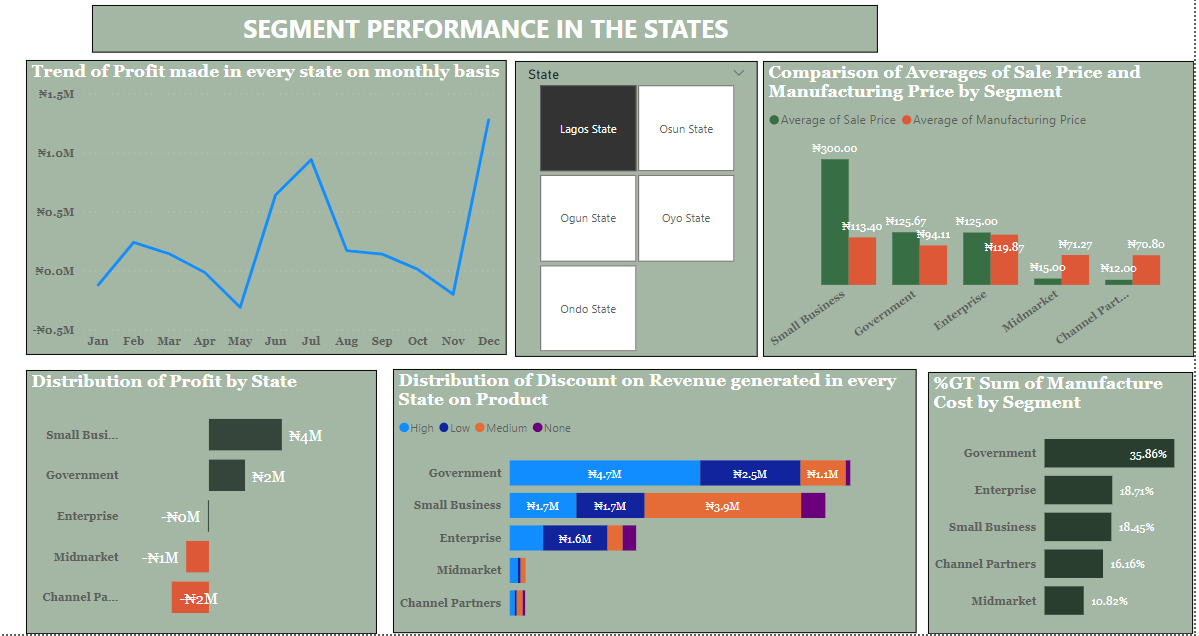 SEGMENT PERFORMANCE IN THE STATES
Trend of Profit made in every state on monthly basis
₦1.5M
₦1.0M
₦0.5M
₦0.0M
-₦0.5M
Jan Feb Mar Apr May Jun Jul Aug Sep Oct Nov Dec
State
Lagos State
Osun State
Ogun State
Oyo State
Ondo State
Comparison of Averages of Sale Price and
Manufacturing Price by Segment
Average of Sale Price Average of Manufacturing Price
₦300.00
₦113.40
₦125.67
₦94.11
₦125.00
₦119.87
₦15.00
₦71.27
₦12.00
₦70.80
Small Business
Government
Enterprise
Midmarket
Channel Part...
Distribution of Profit by State
Small Busi... ₦4M
Government ₦2M
Enterprise -₦0M
Midmarket -₦1M
Channel Pa... -₦2M
Distribution of Discount on Revenue generated in every
State on Product
High Low Medium None
Government ₦4.7M ₦2.5M ₦1.1M
Small Business ₦1.7M ₦1.7M ₦3.9M
Enterprise ₦1.6M
Midmarket
Channel Partners
%GT Sum of Manufacture
Cost by Segment
Government 35.86%
Enterprise 18.71%
Small Business 18.45%
Channel Partners 16.16%
Midmarket 10.82%